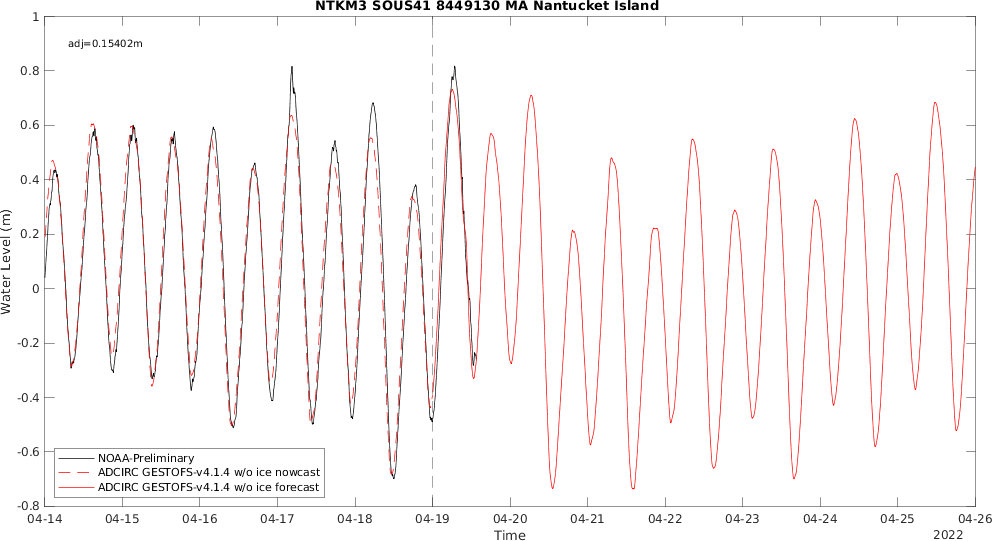 NTKM3 SOUS41 8449130 MA Nantucket Island
adj=0.15402m
1
0.8
0.6
0.4
0.2
0
-0.2
-0.4
-0.6
-0.8
Water Level (m)
NOAA-Preliminary
ADCIRC GESTOFS-v4.1.4 w/o ice nowcast
ADCIRC GESTOFS-v4.1.4 w/o ice forecast
04-14 04-15 04-16 04-17 04-18 04-19 04-20 04-21 04-22 04-23 04-24 04-25 04-26
Time
2022